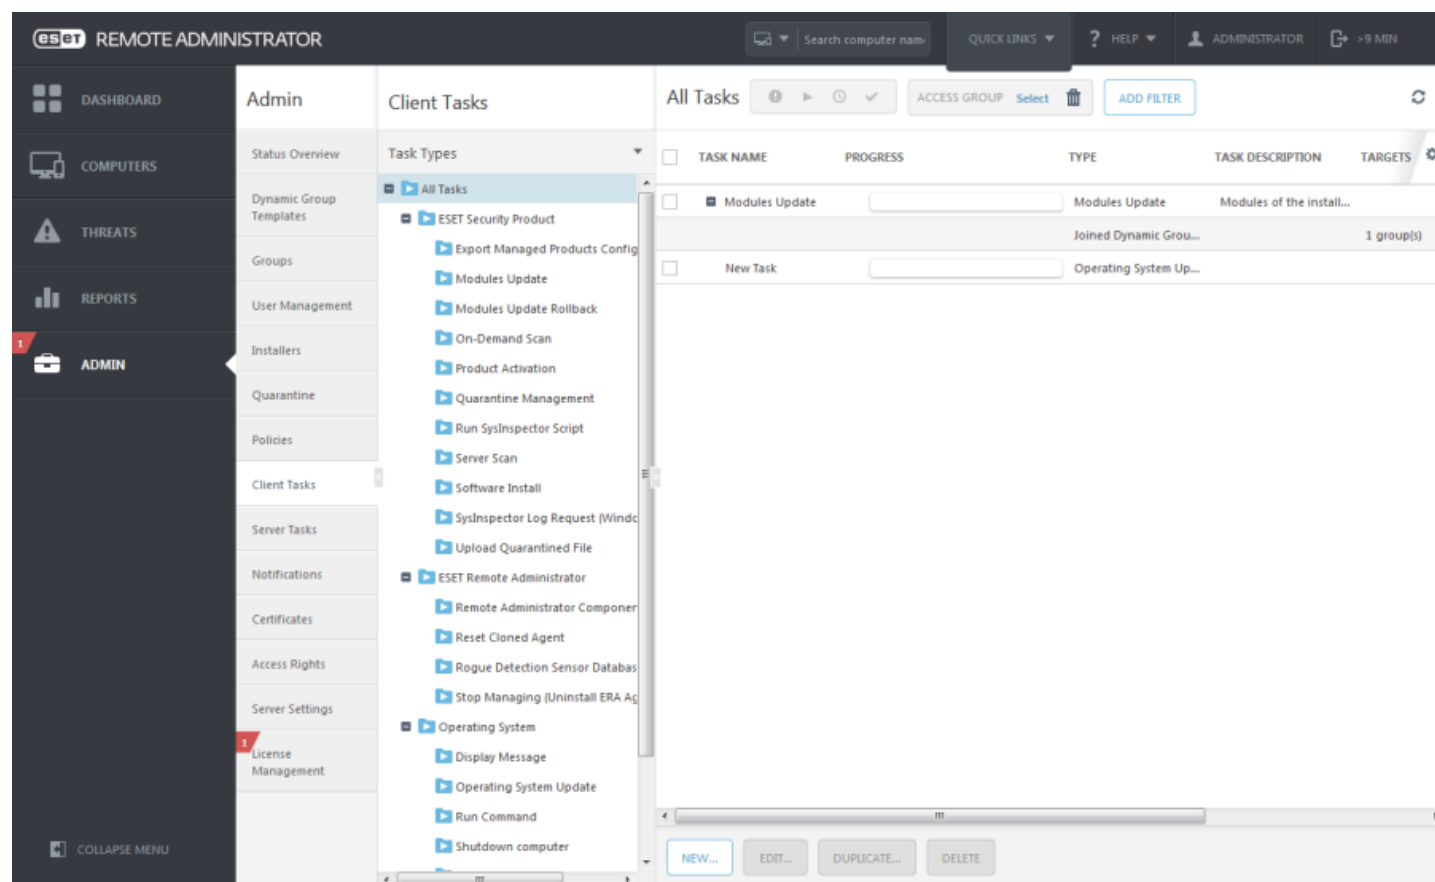 eset REMOTE ADMINISTRATOR
Search computer nam
QUICK LINKS
? HELP
ADMINISTRATOR
>9 MIN
DASHBOARD
COMPUTERS
THREATS
REPORTS
1
ADMIN
COLLAPSE MENU
Admin
Status Overview
Dynamic Group
Templates
Groups
User Management
Installers
Quarantine
Policies
Client Tasks
Server Tasks
Notifications
Certificates
Access Rights
Server Settings
1
License
Management
Client Tasks
Task Types
All Tasks
ESET Security Product
Export Managed Products Config
Modules Update
Modules Update Rollback
On-Demand Scan
Product Activation
Quarantine Management
Run SysInspector Script
Server Scan
Software Install
SysInspector Log Request (Windo
Upload Quarantined File
ESET Remote Administrator
Remote Administrator Componen
Reset Cloned Agent
Rogue Detection Sensor Databas
Stop Managing (Uninstall ERA Ag
Operating System
Display Message
Operating System Update
Run Command
Shutdown computer
All Tasks
ACCESS GROUP Select
ADD FILTER
TASK NAME PROGRESS TYPE TASK DESCRIPTION TARGETS
Modules Update Modules Update Modules of the install...
Joined Dynamic Grou... 1 group(s)
New Task Operating System Up...
NEW... EDIT... DUPLICATE... DELETE